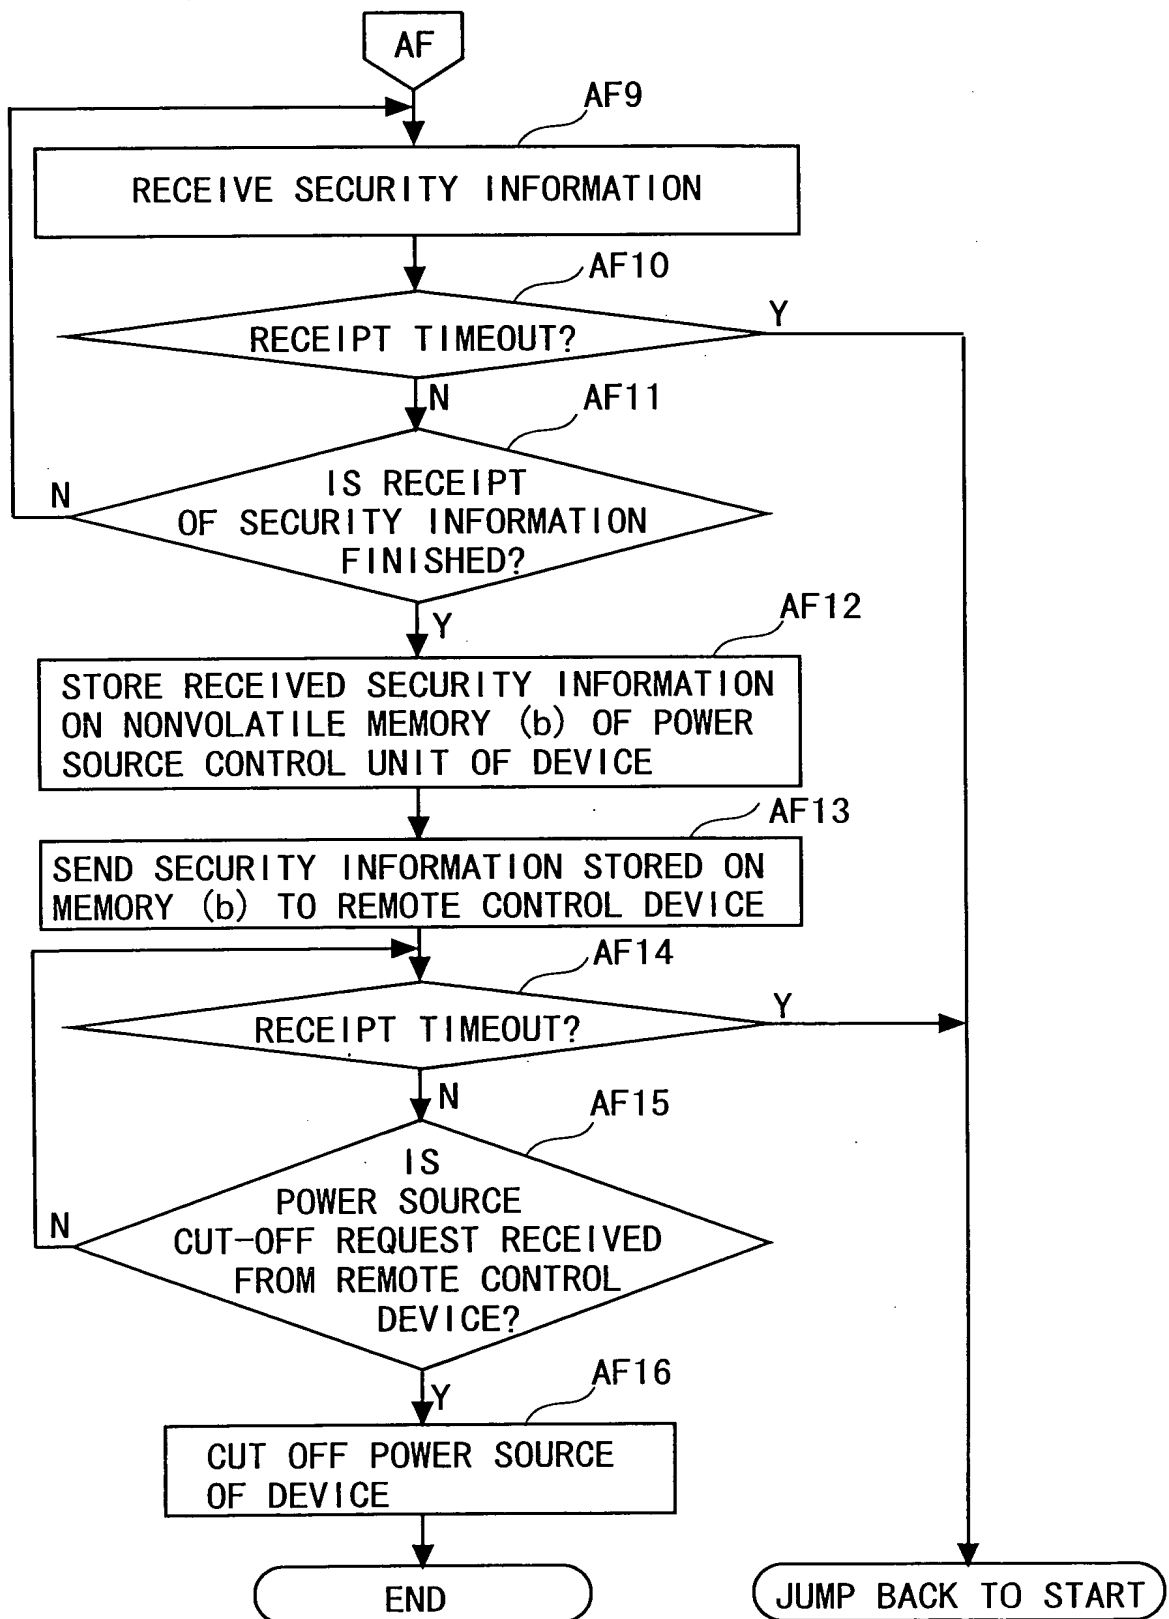 AF
AF9
RECEIVE SECURITY INFORMATION
AF10
RECEIPT TIMEOUT?
Y
N
AF11
IS RECEIPT
OF SECURITY INFORMATION
FINISHED?
N
Y
AF12
STORE RECEIVED SECURITY INFORMATION
ON NONVOLATILE MEMORY (b) OF POWER
SOURCE CONTROL UNIT OF DEVICE
AF13
SEND SECURITY INFORMATION STORED ON
MEMORY (b) TO REMOTE CONTROL DEVICE
AF14
RECEIPT TIMEOUT?
Y
N
AF15
IS
POWER SOURCE
CUT-OFF REQUEST RECEIVED
FROM REMOTE CONTROL
DEVICE?
N
Y
AF16
CUT OFF POWER SOURCE
OF DEVICE
END
JUMP BACK TO START